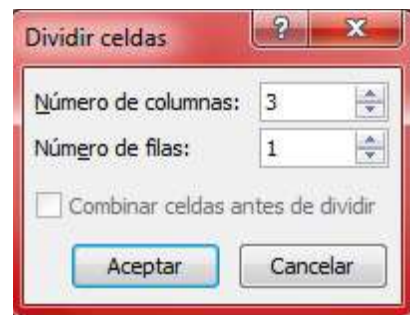 Dividir celdas
?
X
Número de columnas: 3
Número de filas: 1
Combinar celdas antes de dividir
Aceptar Cancelar